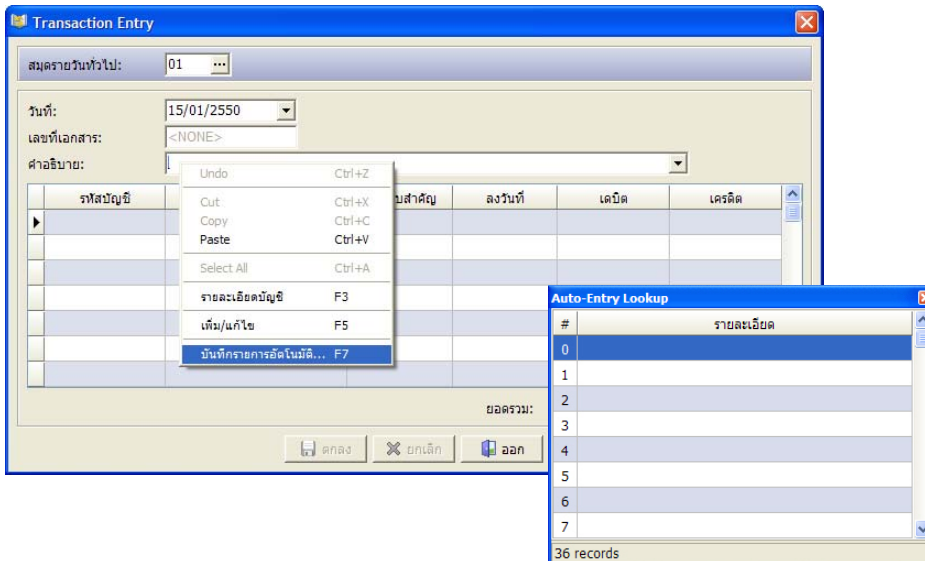 Transaction Entry
สมุดรายวันทั่วไป: 01 ...
วันที่: 15/01/2550
เลขที่เอกสาร: <NONE>
คำอธิบาย:
Undo Ctrl+Z
รหัสบัญชี บสำคัญ ลงวันที่ เดบิต เครดิต
Cut Ctrl+X
Copy Ctrl+C
Paste Ctrl+V
Select All Ctrl+A
รายละเอียดบัญชี F3
เพิ่ม/แก้ไข F5
บันทึกรายการอัตโนมัติ... F7
ยอดรวม:
ตกลง ยกเลิก ออก
Auto-Entry Lookup
# รายละเอียด
0
1
2
3
4
5
6
7
36 records